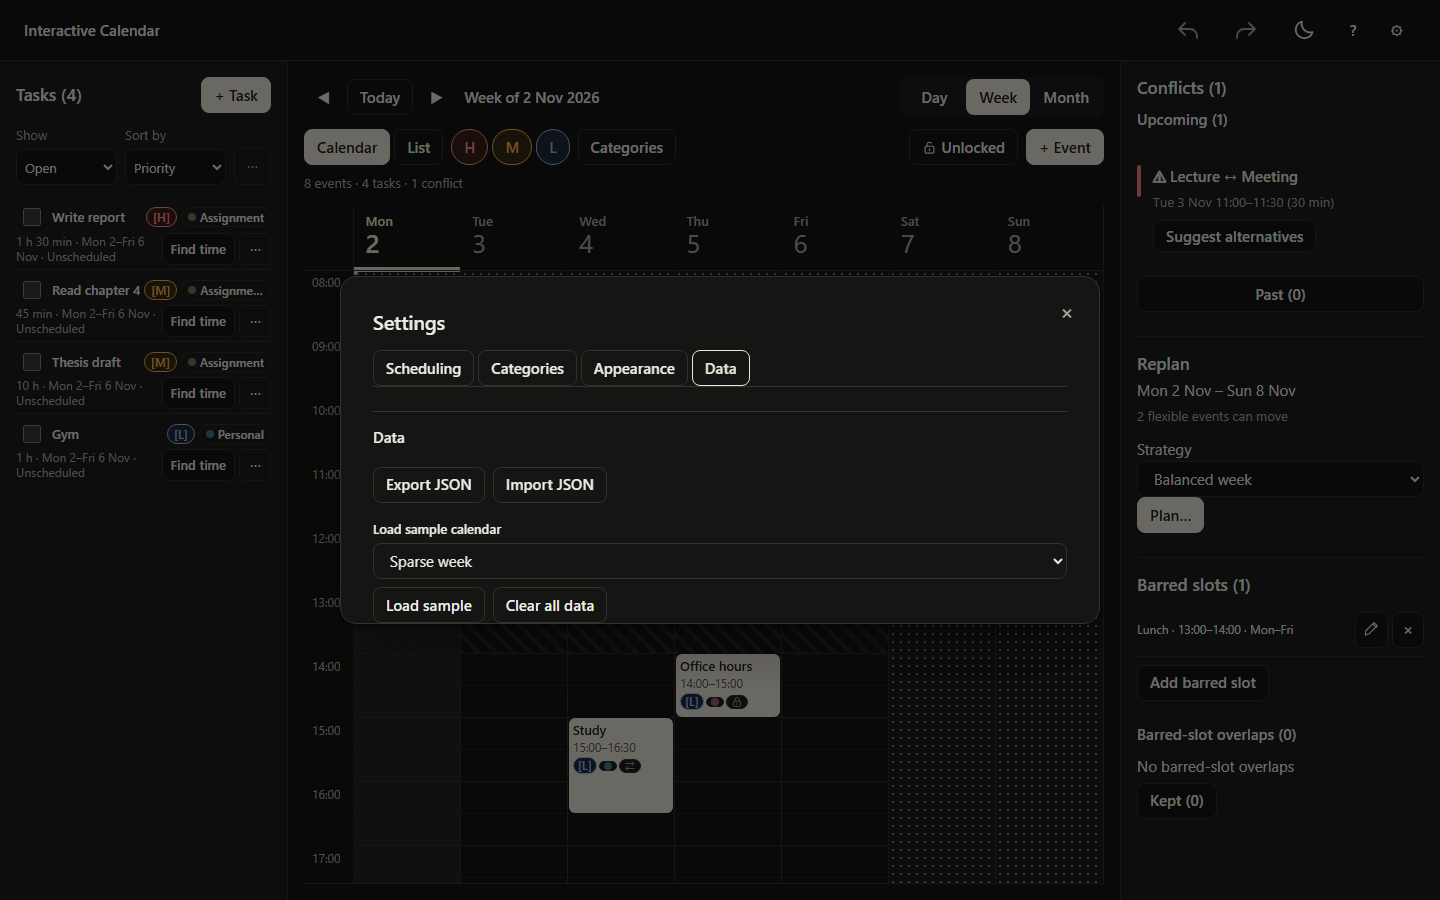 Interactive Calendar
?
Tasks (4)
+ Task
Show
Sort by
Open
Priority
...
Write report
[H]
Assignment
1 h 30 min · Mon 2–Fri 6
Nov · Unscheduled
Find time
...
Read chapter 4
[M]
Assignme...
45 min · Mon 2–Fri 6 Nov ·
Unscheduled
Find time
...
Thesis draft
[M]
Assignment
10 h · Mon 2–Fri 6 Nov ·
Unscheduled
Find time
...
Gym
[L]
Personal
1 h · Mon 2–Fri 6 Nov ·
Unscheduled
Find time
...
◀ Today ▶ Week of 2 Nov 2026
Day Week Month
Calendar List H M L Categories
Unlocked
+ Event
8 events · 4 tasks · 1 conflict
Mon Tue Wed Thu Fri Sat Sun
2 3 4 5 6 7 8
08:00
09:00
10:00
11:00
12:00
13:00
14:00
15:00
16:00
17:00
Settings
×
Scheduling Categories Appearance Data
Data
Export JSON Import JSON
Load sample calendar
Sparse week
Load sample Clear all data
Office hours
14:00–15:00
[L]
Study
15:00–16:30
[L]
Conflicts (1)
Upcoming (1)
⚠ Lecture ↔ Meeting
Tue 3 Nov 11:00–11:30 (30 min)
Suggest alternatives
Past (0)
Replan
Mon 2 Nov – Sun 8 Nov
2 flexible events can move
Strategy
Balanced week
Plan...
Barred slots (1)
Lunch · 13:00–14:00 · Mon–Fri
×
Add barred slot
Barred-slot overlaps (0)
No barred-slot overlaps
Kept (0)